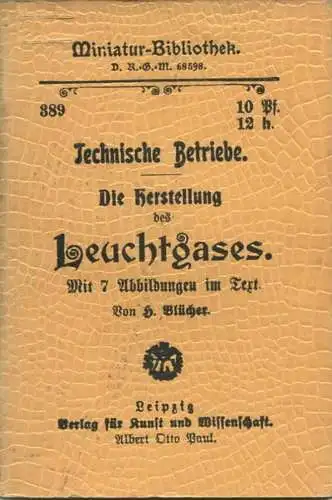 Miniatur-Bibliothek.
D. R.-G.-M. 68598.
389
10 Pf.
12 h.
Technische Betriebe.
Die Herstellung
des
Leuchtgases.
Mit 7 Abbildungen im Text.
Von H. Blücher.
Leipzig
Verlag für Kunst und Wissenschaft.
Albert Otto Paul.